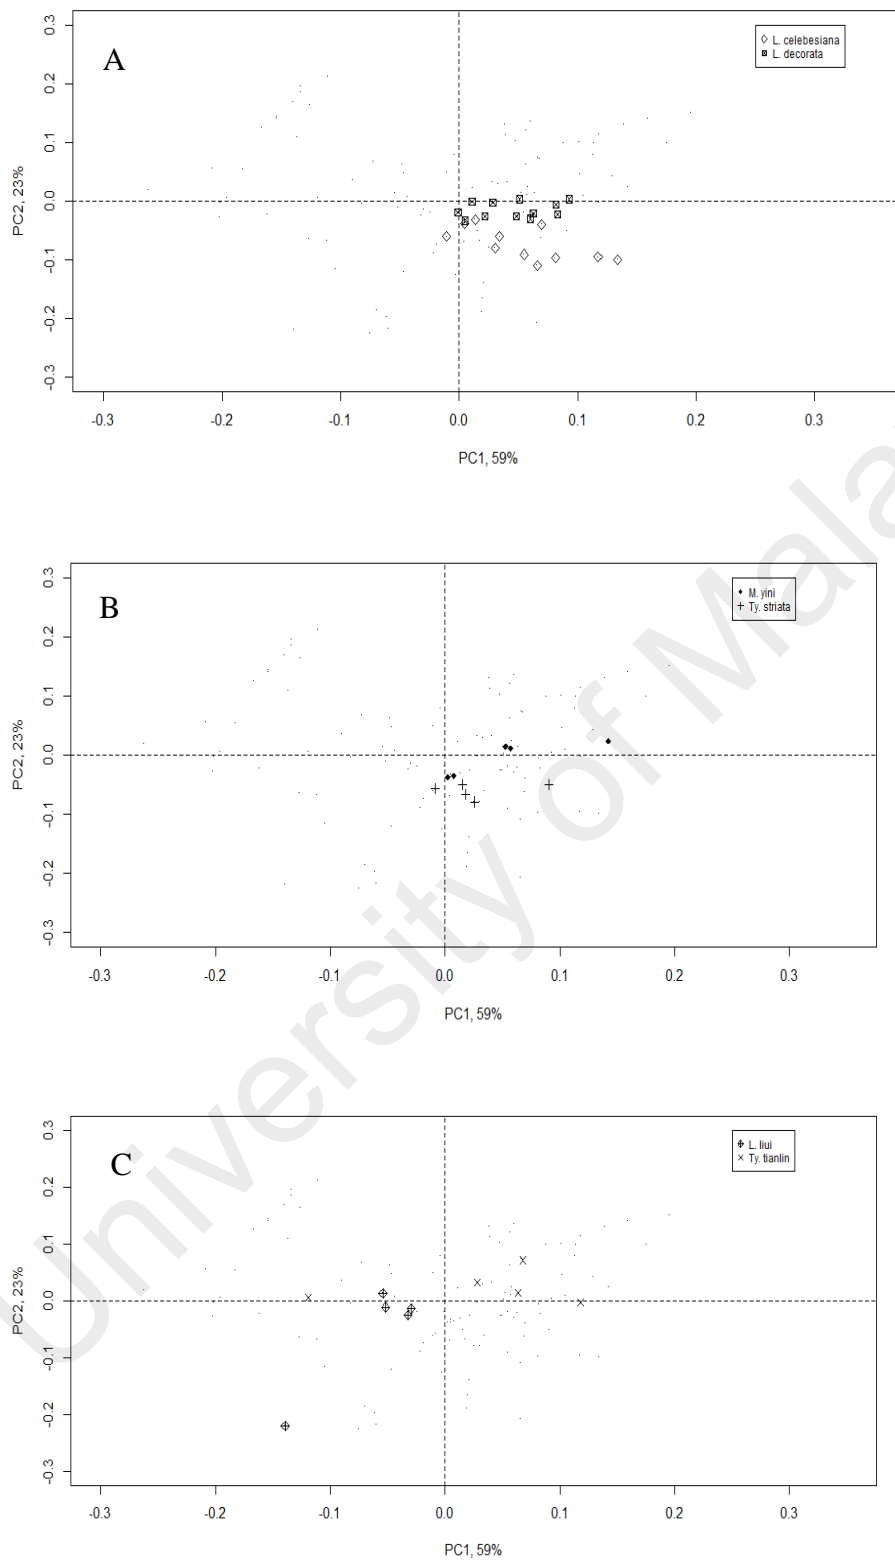 A
L. celebesiana
L. decorata
0.3
0.2
0.1
0.0
-0.1
-0.2
-0.3
PC2, 23%
-0.3 -0.2 -0.1 0.0 0.1 0.2 0.3
PC1, 59%
B
M. yini
Ty. striata
0.3
0.2
0.1
0.0
-0.1
-0.2
-0.3
PC2, 23%
-0.3 -0.2 -0.1 0.0 0.1 0.2 0.3
PC1, 59%
C
L. liui
Ty. tianlin
0.3
0.2
0.1
0.0
-0.1
-0.2
-0.3
PC2, 23%
-0.3 -0.2 -0.1 0.0 0.1 0.2 0.3
PC1, 59%
University of Mala